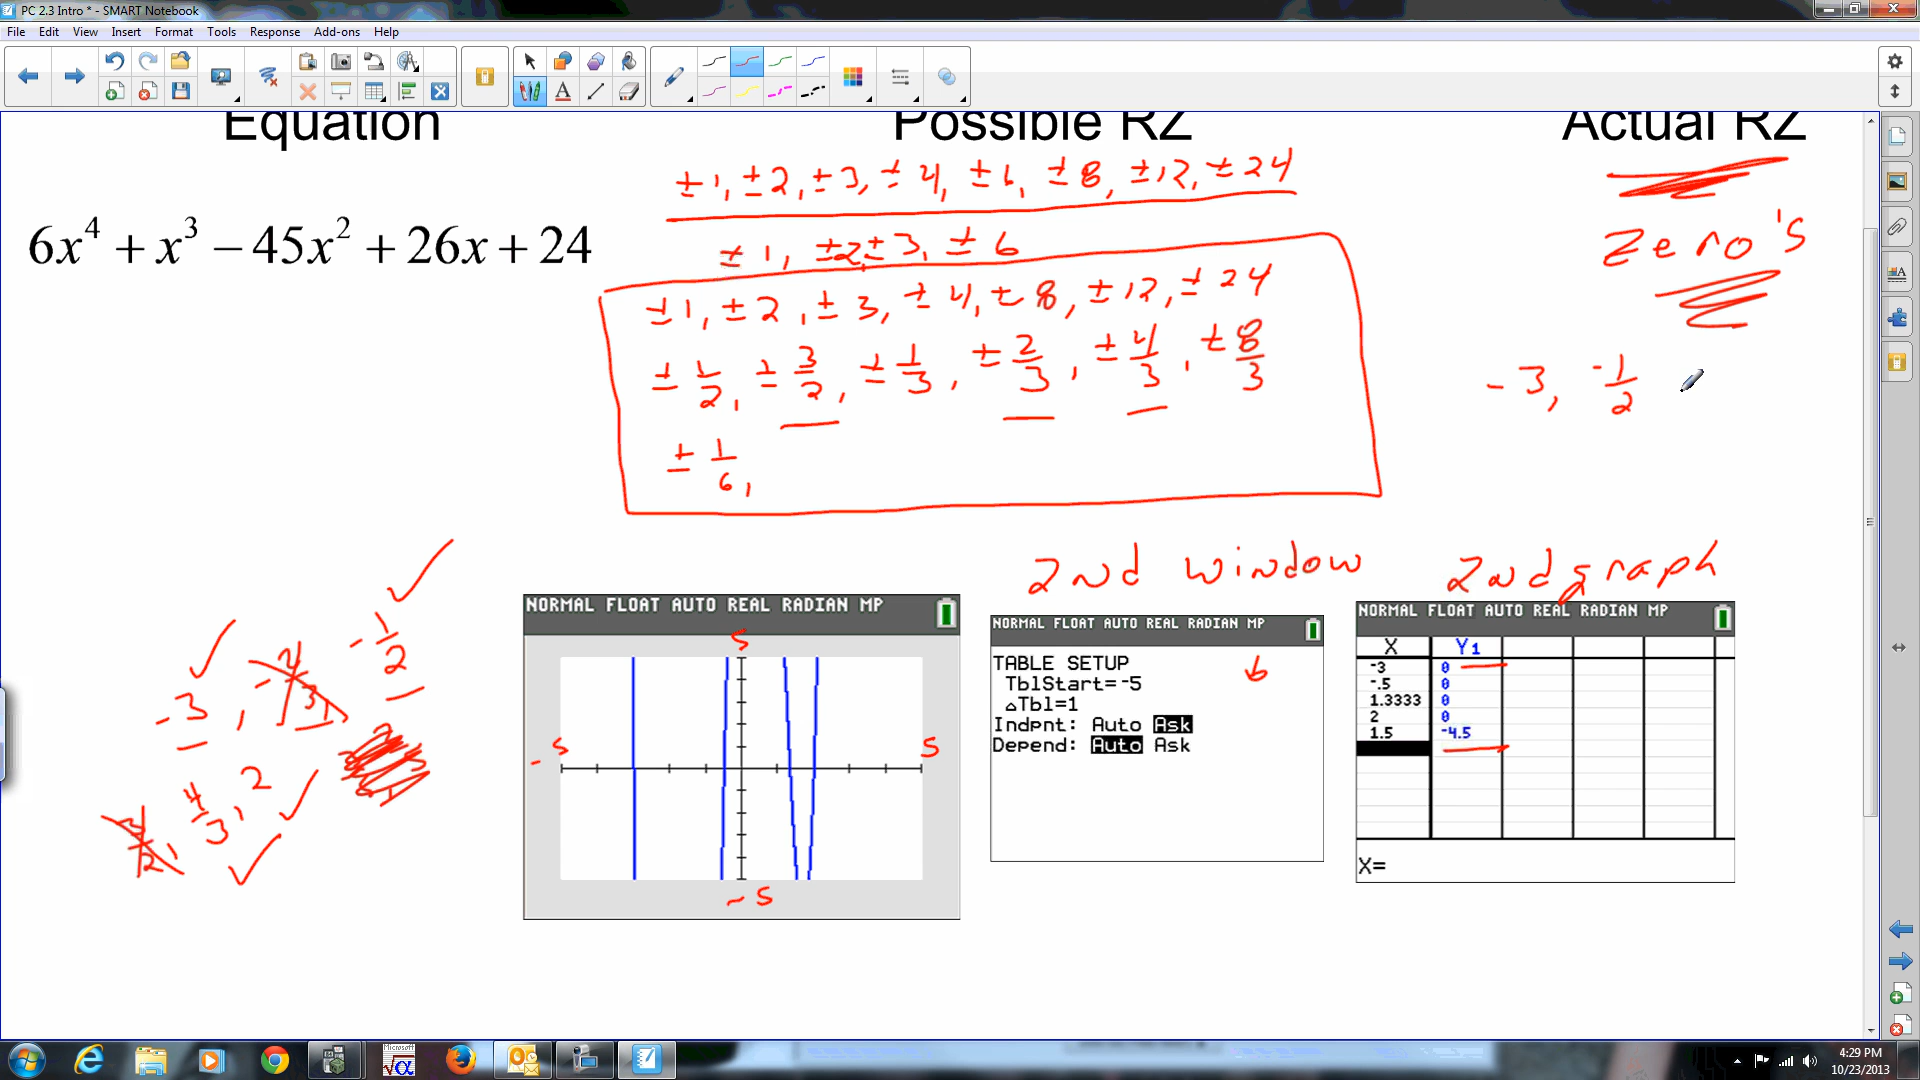 PC 2.3 Intro * - SMART Notebook
File Edit View Insert Format Tools Response Add-ons Help
Equation Possible RZ Actual RZ
±1, ±2, ±3, ±4, ±6, ±8, ±12, ±24
±1, ±2, ±3, ±6
6x⁴ + x³ − 45x² + 26x + 24
zero's
±1, ±2, ±3, ±4, ±8, ±12, ±24
±1/2, ±3/2, ±1/3, ±2/3, ±4/3, ±8/3
±1/6,
-3, -1/2
2nd window
2nd graph
-3, -1/2
4/3, 2
NORMAL FLOAT AUTO REAL RADIAN MP
5
-5 5
-5
NORMAL FLOAT AUTO REAL RADIAN MP
TABLE SETUP
TblStart=-5
△Tbl=1
Indpnt: Auto Ask
Depend: Auto Ask
NORMAL FLOAT AUTO REAL RADIAN MP
X Y1
-3 0
-.5 0
1.3333 0
2 0
1.5 -4.5
X=
4:29 PM
10/23/2013